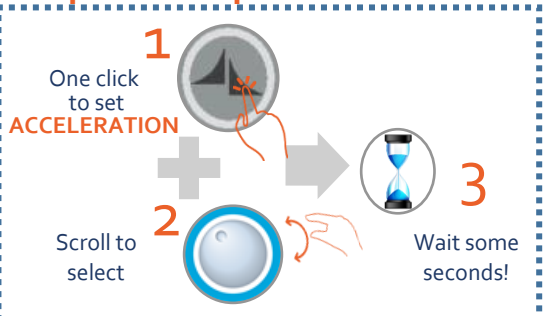 1
One click
to set
ACCELERATION
2
Scroll to
select
3
Wait some
seconds!